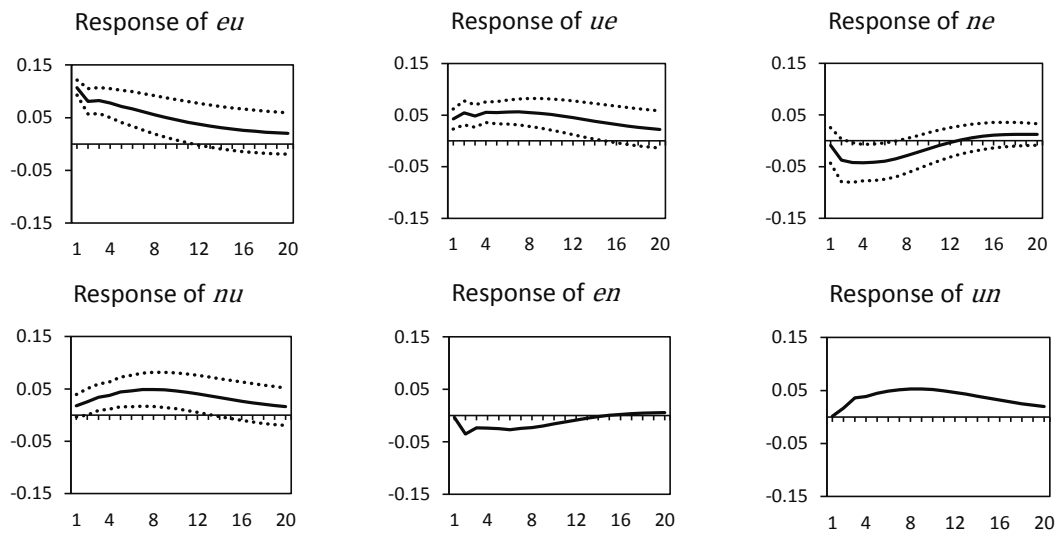 Response of eu
0.15
0.05
-0.05
-0.15
1 4 8 12 16 20
Response of ue
0.15
0.05
-0.05
-0.15
1 4 8 12 16 20
Response of ne
0.15
0.05
-0.05
-0.15
1 4 8 12 16 20
Response of nu
0.15
0.05
-0.05
-0.15
1 4 8 12 16 20
Response of en
0.15
0.05
-0.05
-0.15
1 4 8 12 16 20
Response of un
0.15
0.05
-0.05
-0.15
1 4 8 12 16 20